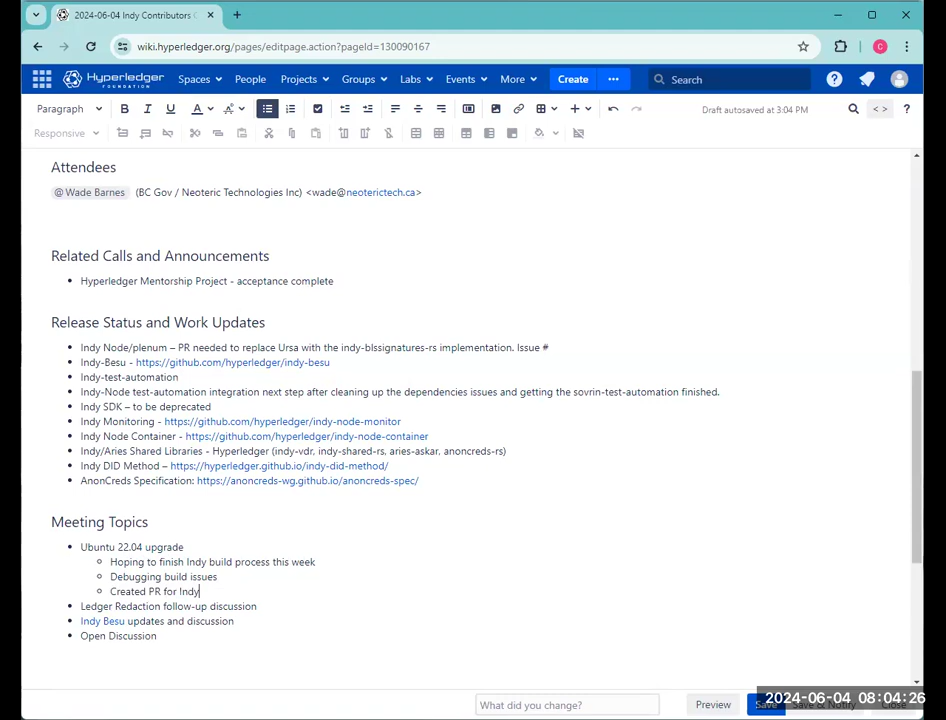 2024-06-04 Indy Contributors C
wiki.hyperledger.org/pages/editpage.action?pageId=130090167
C
HYPERLEDGER FOUNDATION Spaces People Projects Groups Labs Events More Create ... Search
Paragraph B I U A Draft autosaved at 3:04 PM < > ?
Responsive
Attendees
@ Wade Barnes (BC Gov / Neoteric Technologies Inc) <wade@neoterictech.ca>
Related Calls and Announcements
• Hyperledger Mentorship Project - acceptance complete
Release Status and Work Updates
• Indy Node/plenum – PR needed to replace Ursa with the indy-blssignatures-rs implementation. Issue #
• Indy-Besu - https://github.com/hyperledger/indy-besu
• Indy-test-automation
• Indy-Node test-automation integration next step after cleaning up the dependencies issues and getting the sovrin-test-automation finished.
• Indy SDK – to be deprecated
• Indy Monitoring - https://github.com/hyperledger/indy-node-monitor
• Indy Node Container - https://github.com/hyperledger/indy-node-container
• Indy/Aries Shared Libraries - Hyperledger (indy-vdr, indy-shared-rs, aries-askar, anoncreds-rs)
• Indy DID Method – https://hyperledger.github.io/indy-did-method/
• AnonCreds Specification: https://anoncreds-wg.github.io/anoncreds-spec/
Meeting Topics
• Ubuntu 22.04 upgrade
○ Hoping to finish Indy build process this week
○ Debugging build issues
○ Created PR for Indy
• Ledger Redaction follow-up discussion
• Indy Besu updates and discussion
• Open Discussion
What did you change? Preview Save Save & Notify Close
2024-06-04 08:04:26